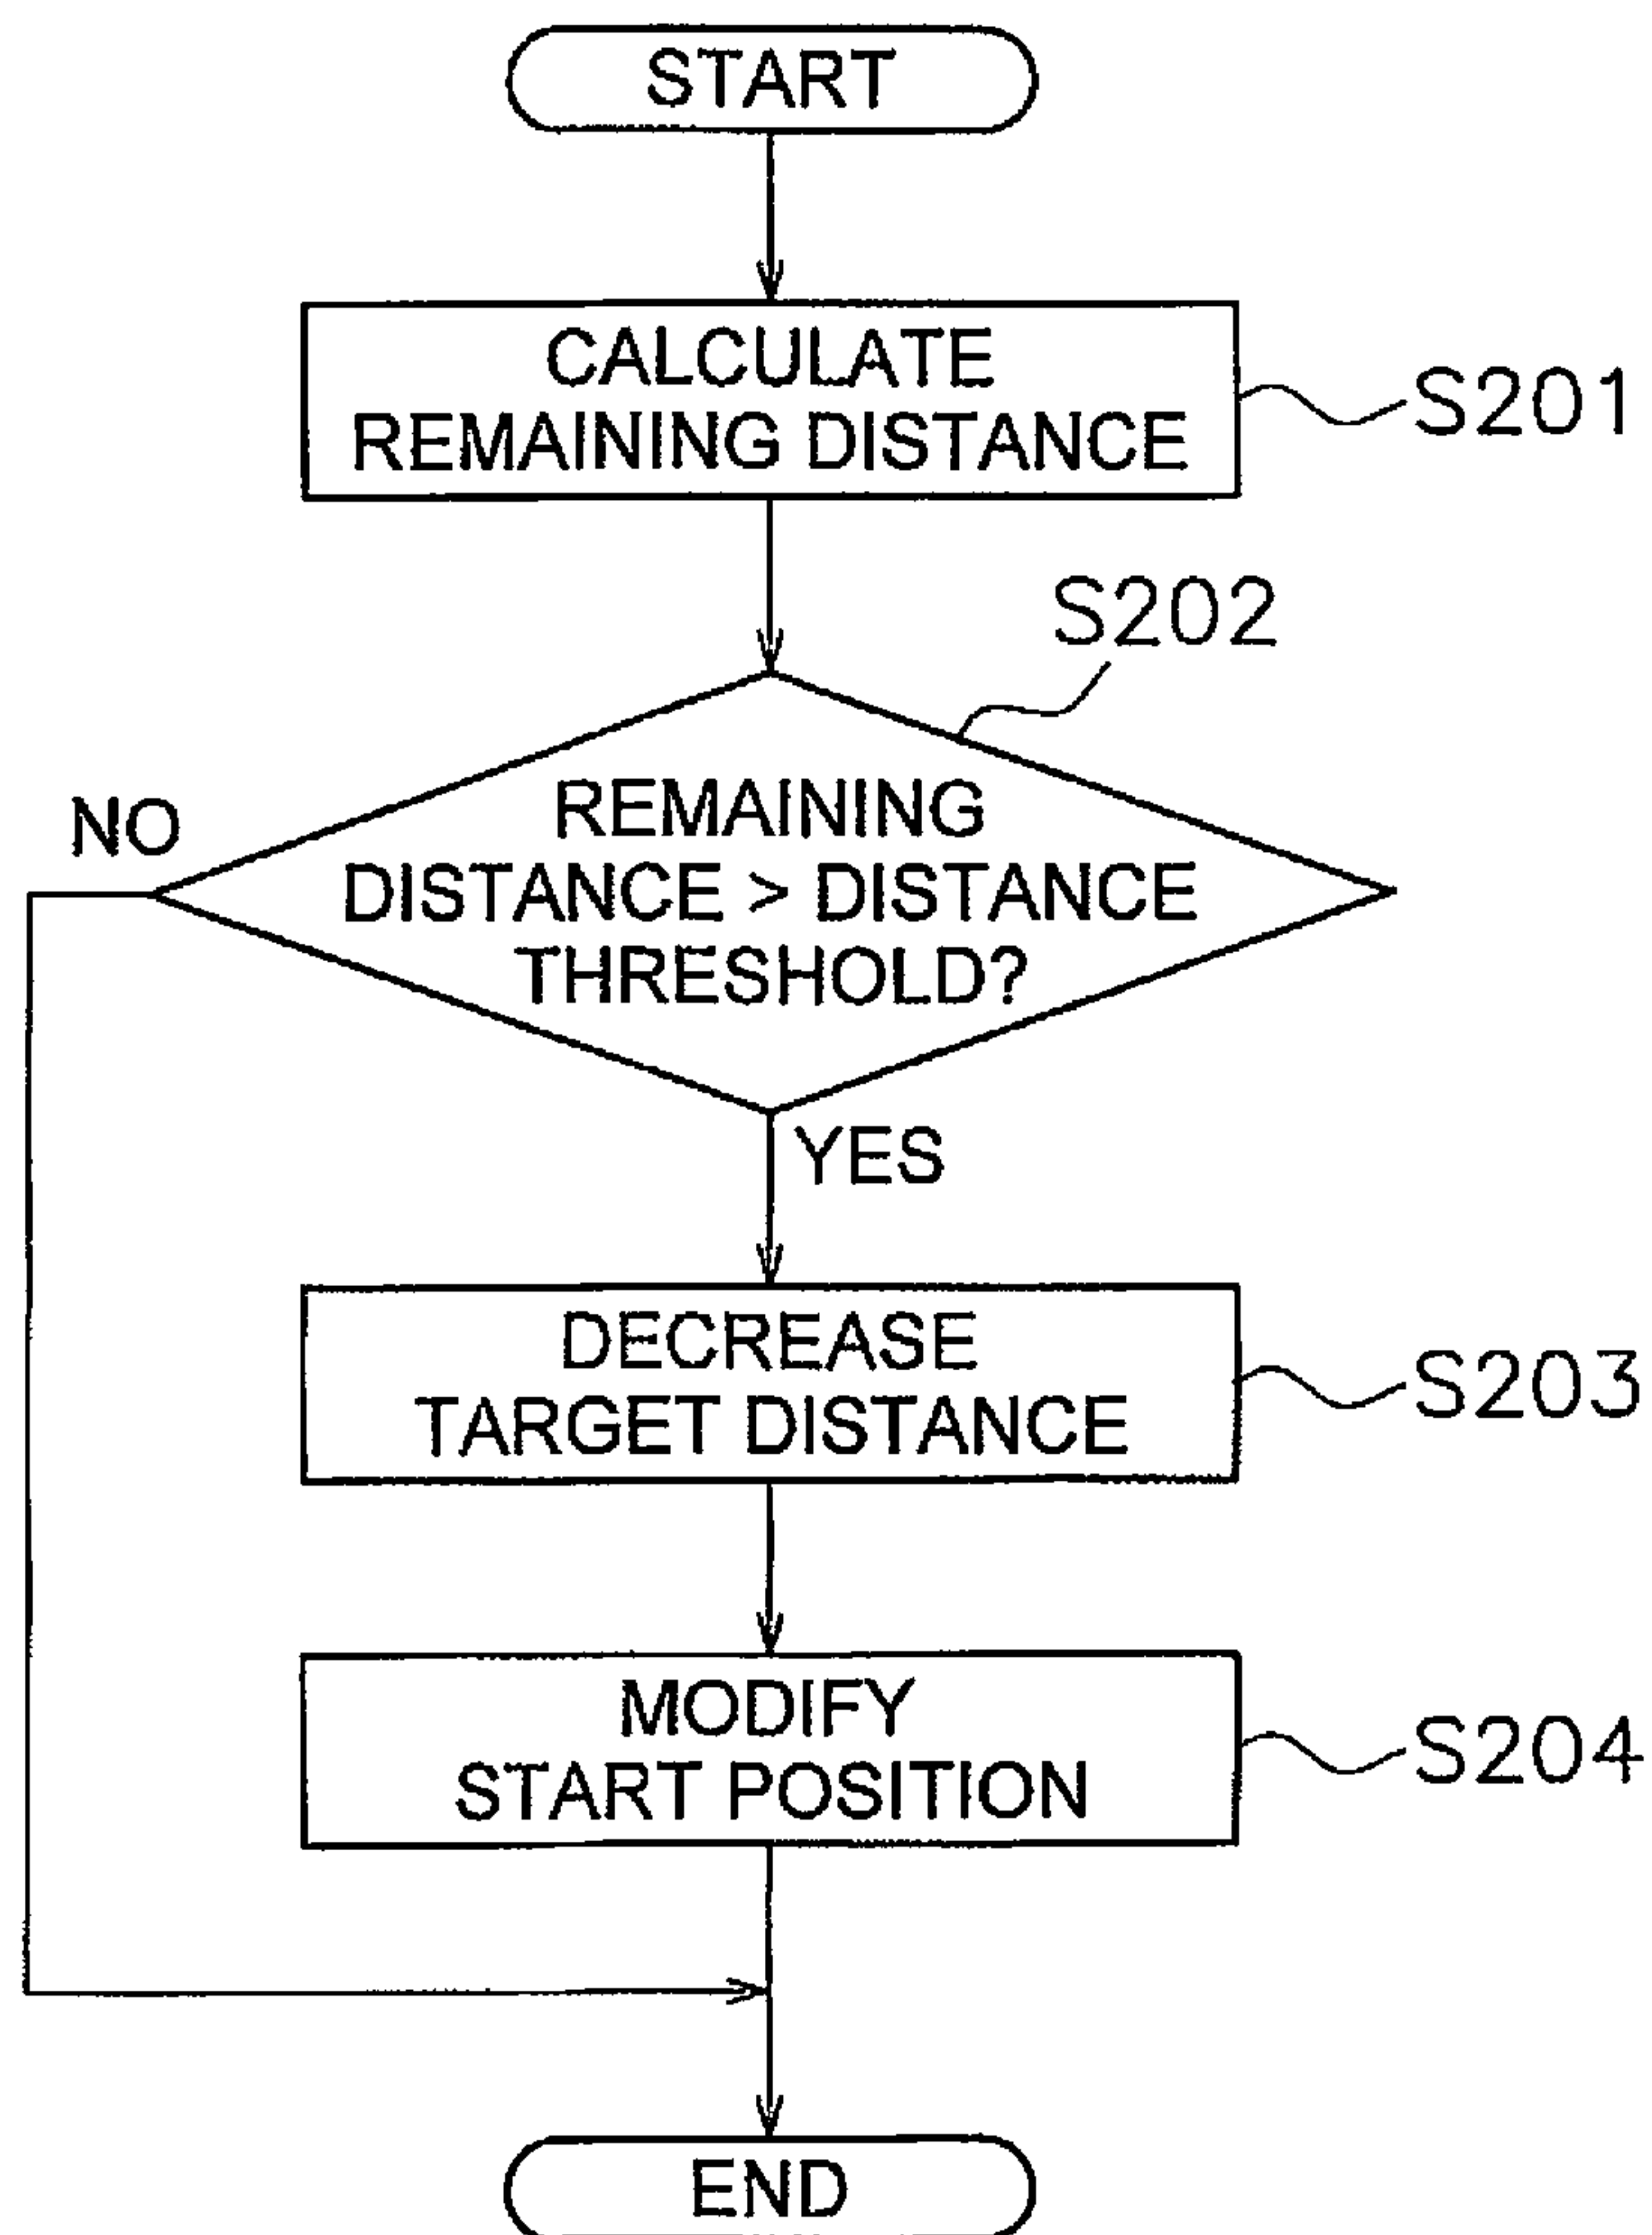 START
CALCULATE
REMAINING DISTANCE
S201
S202
REMAINING
DISTANCE > DISTANCE
THRESHOLD?
NO
YES
DECREASE
TARGET DISTANCE
S203
MODIFY
START POSITION
S204
END